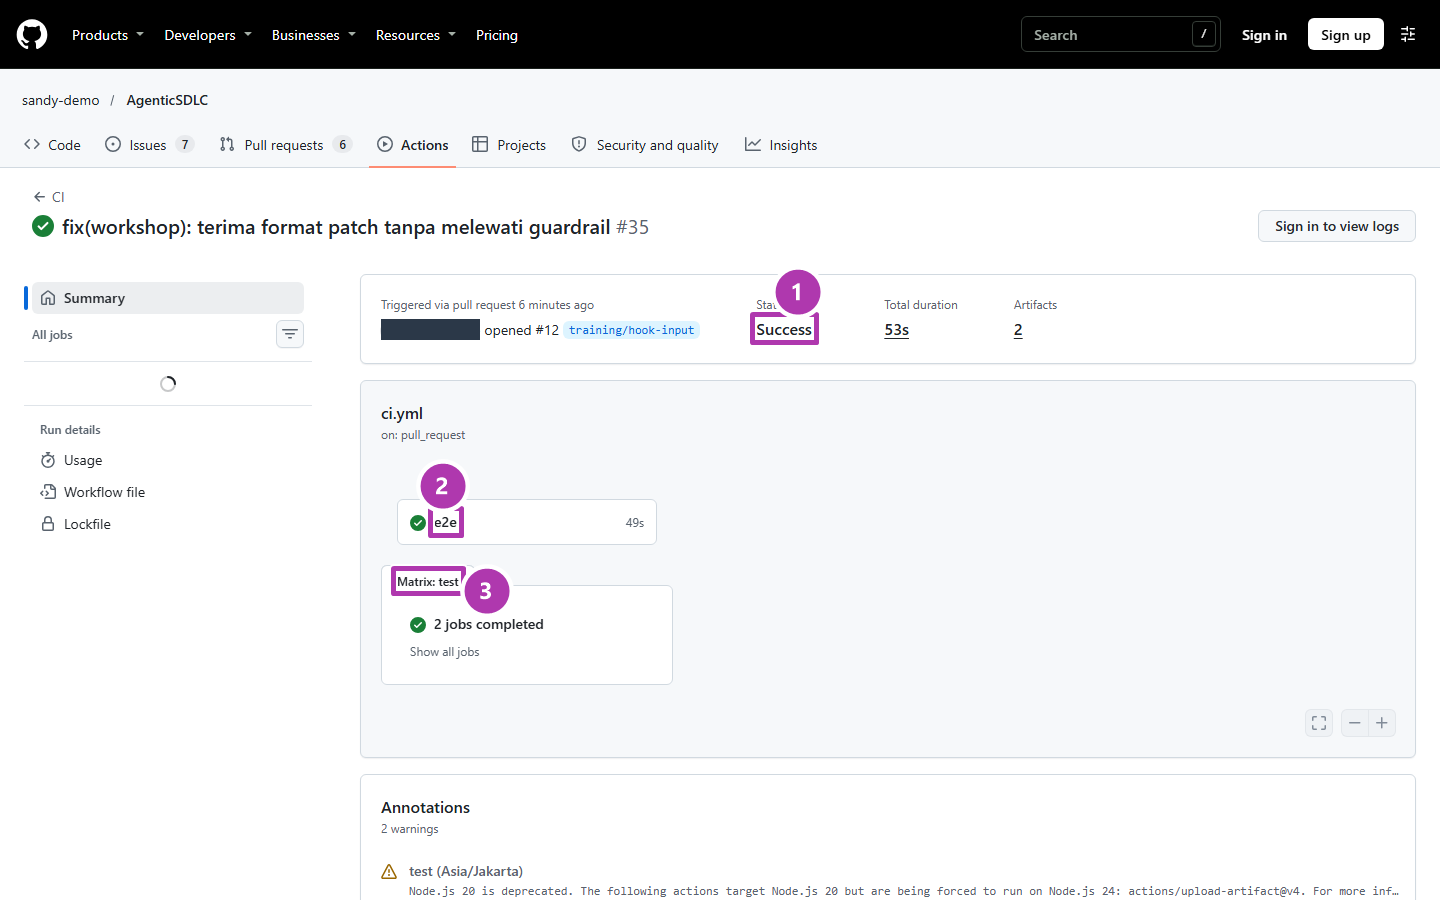 Products Developers Businesses Resources Pricing Search / Sign in Sign up
sandy-demo / AgenticSDLC
Code Issues 7 Pull requests 6 Actions Projects Security and quality Insights
CI
fix(workshop): terima format patch tanpa melewati guardrail #35
Sign in to view logs
Summary
All jobs
Run details
Usage
Workflow file
Lockfile
Triggered via pull request 6 minutes ago
opened #12 training/hook-input
1
Success
Total duration
53s
Artifacts
2
ci.yml
on: pull_request
2
e2e 49s
Matrix: test
3
2 jobs completed
Show all jobs
Annotations
2 warnings
test (Asia/Jakarta)
Node.js 20 is deprecated. The following actions target Node.js 20 but are being forced to run on Node.js 24: actions/upload-artifact@v4. For more inf…